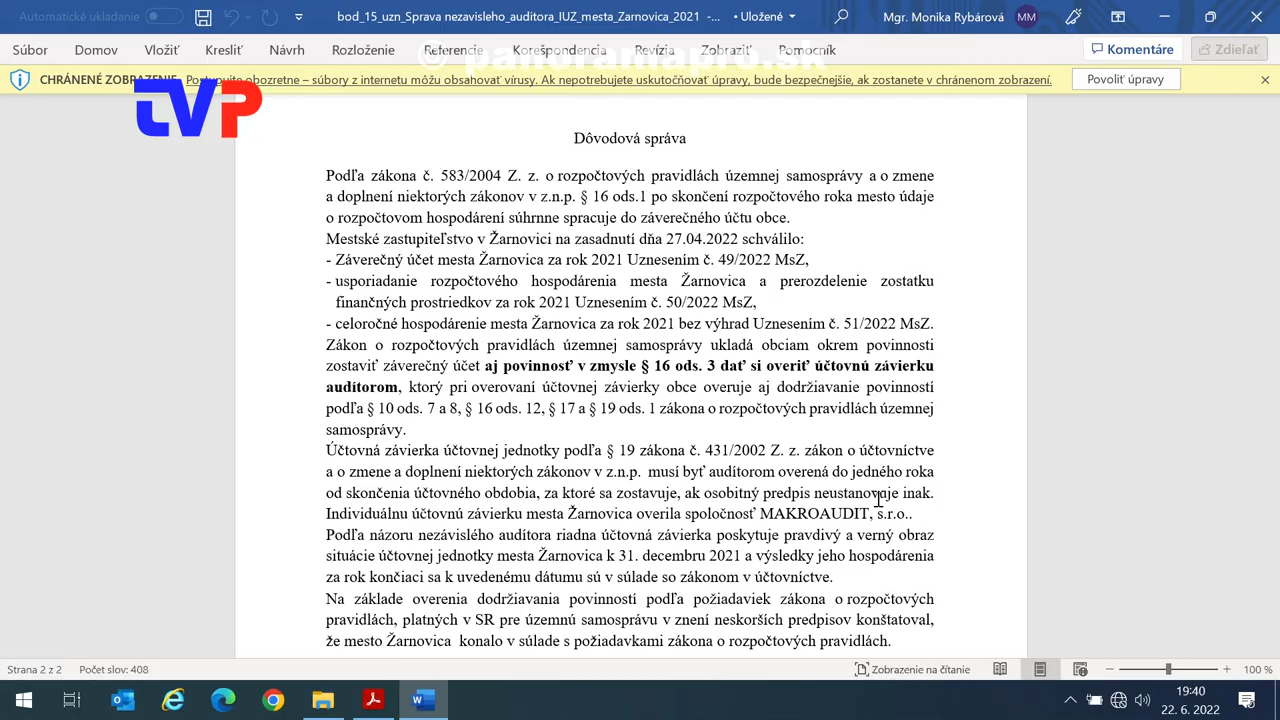 Automatické ukladanie
bod_15_uzn_Sprava nezavisleho_auditora_IUZ_mesta_Zarnovica_2021 -... • Uložené
Mgr. Monika Rybárová MM
Súbor Domov Vložiť Kresliť Návrh Rozloženie Referencie Korešpondencia Revízia Zobraziť Pomocník Komentáre Zdieľať
© panoramapro.sk
CHRÁNENÉ ZOBRAZENIE Postupujte obozretne – súbory z internetu môžu obsahovať vírusy. Ak nepotrebujete uskutočňovať úpravy, bude bezpečnejšie, ak zostanete v chránenom zobrazení. Povoliť úpravy
TVP
Dôvodová správa
Podľa zákona č. 583/2004 Z. z. o rozpočtových pravidlách územnej samosprávy a o zmene
a doplnení niektorých zákonov v z.n.p. § 16 ods.1 po skončení rozpočtového roka mesto údaje
o rozpočtovom hospodárení súhrnne spracuje do záverečného účtu obce.
Mestské zastupiteľstvo v Žarnovici na zasadnutí dňa 27.04.2022 schválilo:
- Záverečný účet mesta Žarnovica za rok 2021 Uznesením č. 49/2022 MsZ,
- usporiadanie rozpočtového hospodárenia mesta Žarnovica a prerozdelenie zostatku
finančných prostriedkov za rok 2021 Uznesením č. 50/2022 MsZ,
- celoročné hospodárenie mesta Žarnovica za rok 2021 bez výhrad Uznesením č. 51/2022 MsZ.
Zákon o rozpočtových pravidlách územnej samosprávy ukladá obciam okrem povinnosti
zostaviť záverečný účet aj povinnosť v zmysle § 16 ods. 3 dať si overiť účtovnú závierku
audítorom, ktorý pri overovaní účtovnej závierky obce overuje aj dodržiavanie povinností
podľa § 10 ods. 7 a 8, § 16 ods. 12, § 17 a § 19 ods. 1 zákona o rozpočtových pravidlách územnej
samosprávy.
Účtovná závierka účtovnej jednotky podľa § 19 zákona č. 431/2002 Z. z. zákon o účtovníctve
a o zmene a doplnení niektorých zákonov v z.n.p. musí byť audítorom overená do jedného roka
od skončenia účtovného obdobia, za ktoré sa zostavuje, ak osobitný predpis neustanovuje inak.
Individuálnu účtovnú závierku mesta Žarnovica overila spoločnosť MAKROAUDIT, s.r.o..
Podľa názoru nezávislého audítora riadna účtovná závierka poskytuje pravdivý a verný obraz
situácie účtovnej jednotky mesta Žarnovica k 31. decembru 2021 a výsledky jeho hospodárenia
za rok končiaci sa k uvedenému dátumu sú v súlade so zákonom v účtovníctve.
Na základe overenia dodržiavania povinností podľa požiadaviek zákona o rozpočtových
pravidlách, platných v SR pre územnú samosprávu v znení neskorších predpisov konštatoval,
že mesto Žarnovica konalo v súlade s požiadavkami zákona o rozpočtových pravidlách.
Strana 2 z 2 Počet slov: 408 Zobrazenie na čítanie 100 %
19:40
22. 6. 2022